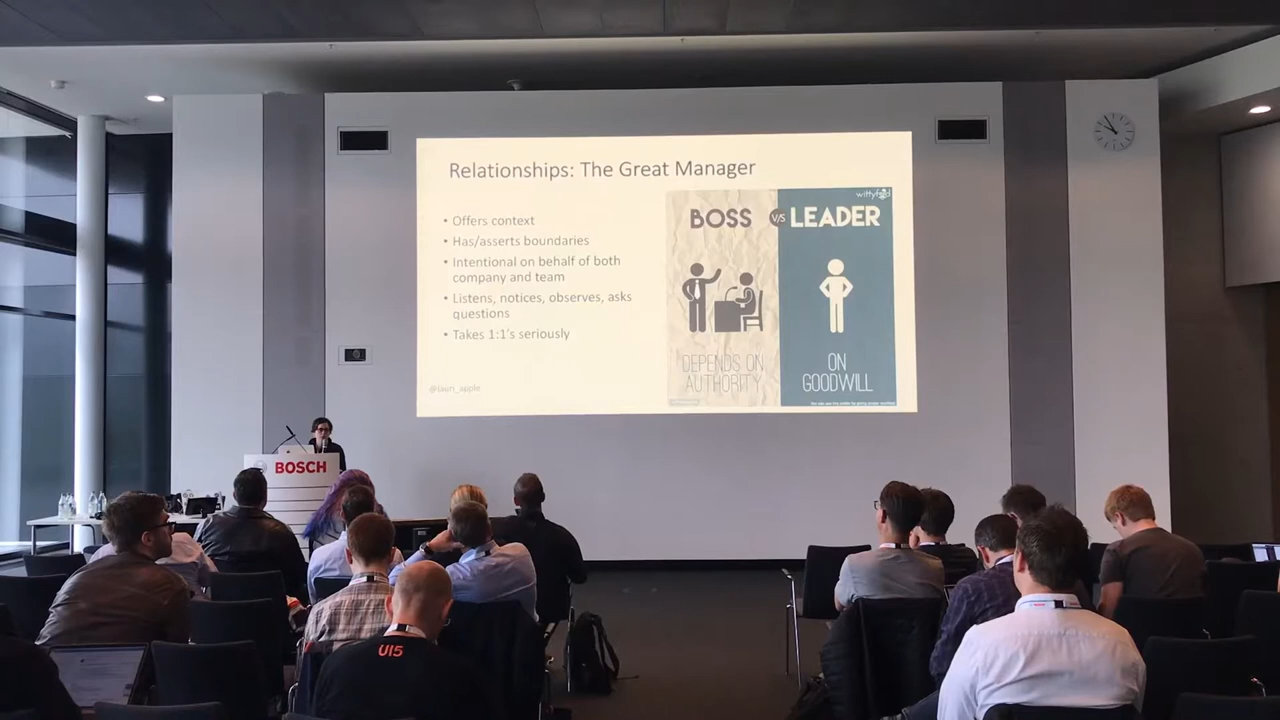 Relationships: The Great Manager
• Offers context
• Has/asserts boundaries
• Intentional on behalf of both
company and team
• Listens, notices, observes, asks
questions
• Takes 1:1's seriously
wittyfeed
BOSS V/S LEADER
DEPENDS ON
AUTHORITY
ON
GOODWILL
BOSCH
UI5